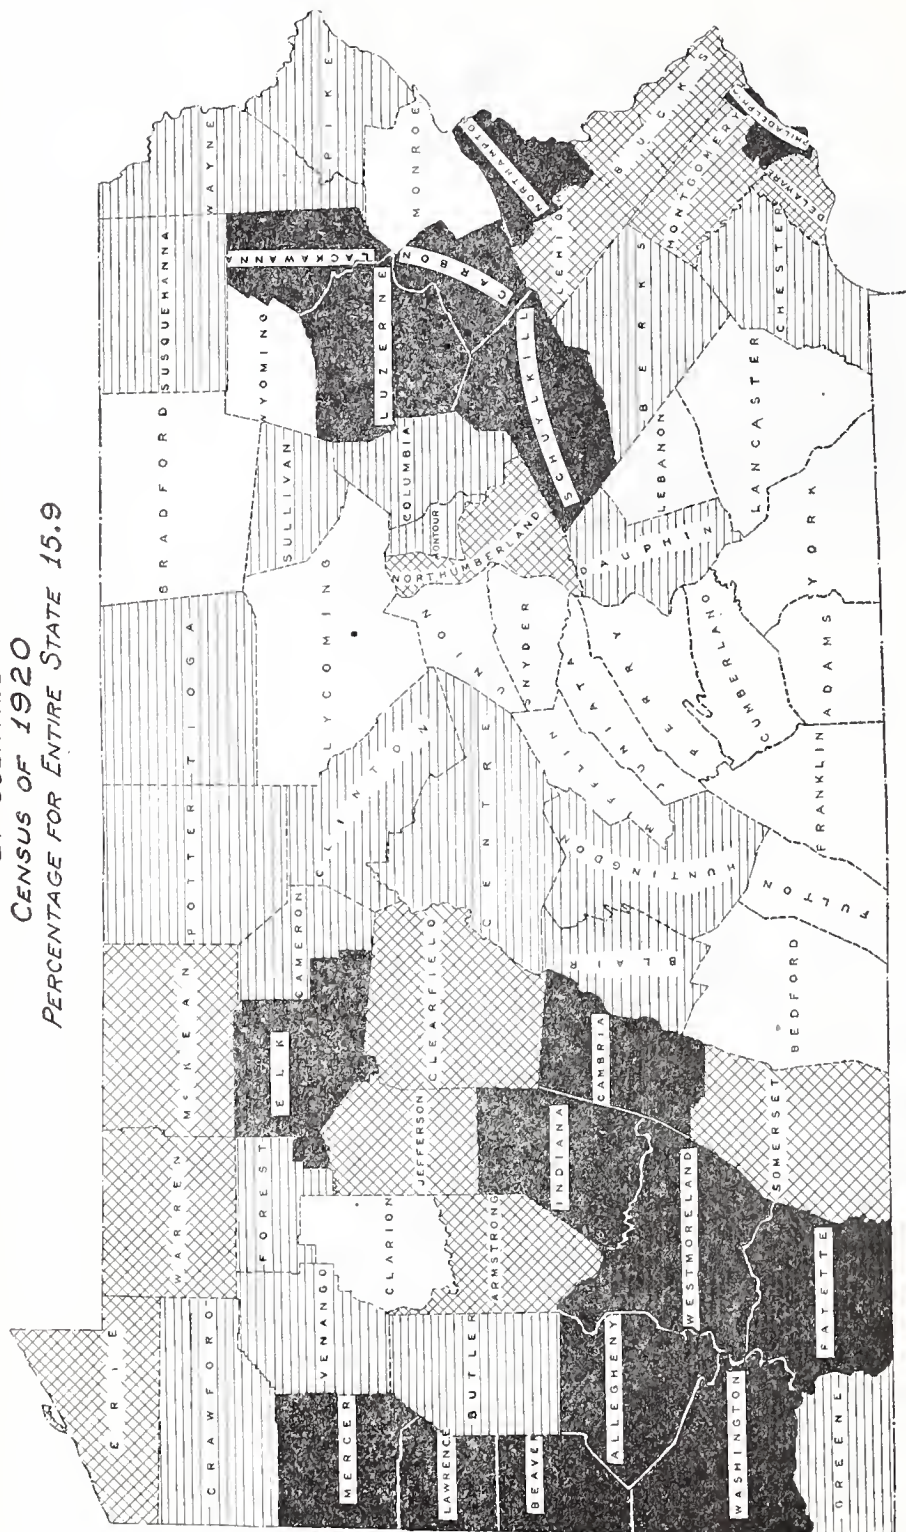 CENSUS OF 1920
PERCENTAGE FOR ENTIRE STATE 15.9
ERIE
CRAWFORD
WARREN
McKEAN
POTTER
TIOGA
BRADFORD
SUSQUEHANNA
WAYNE
PIKE
MERCER
VENANGO
FOREST
ELK
CAMERON
CLINTON
LYCOMING
SULLIVAN
WYOMING
LACKAWANNA
LUZERNE
MONROE
LAWRENCE
BUTLER
CLARION
JEFFERSON
CLEARFIELD
CENTRE
UNION
MONTOUR
COLUMBIA
CARBON
BEAVER
ARMSTRONG
INDIANA
CAMBRIA
BLAIR
HUNTINGDON
MIFFLIN
SNYDER
NORTHUMBERLAND
SCHUYLKILL
NORTHAMPTO
ALLEGHENY
WESTMORELAND
JUNIATA
PERRY
DAUPHIN
LEBANON
BERKS
LEHIG
BUCKS
MONTGOMERY
PHILADELPHIA
DELAWARE
CHESTER
WASHINGTON
GREENE
FAYETTE
SOMERSET
BEDFORD
FULTON
FRANKLIN
CUMBERLAND
ADAMS
YORK
LANCASTER